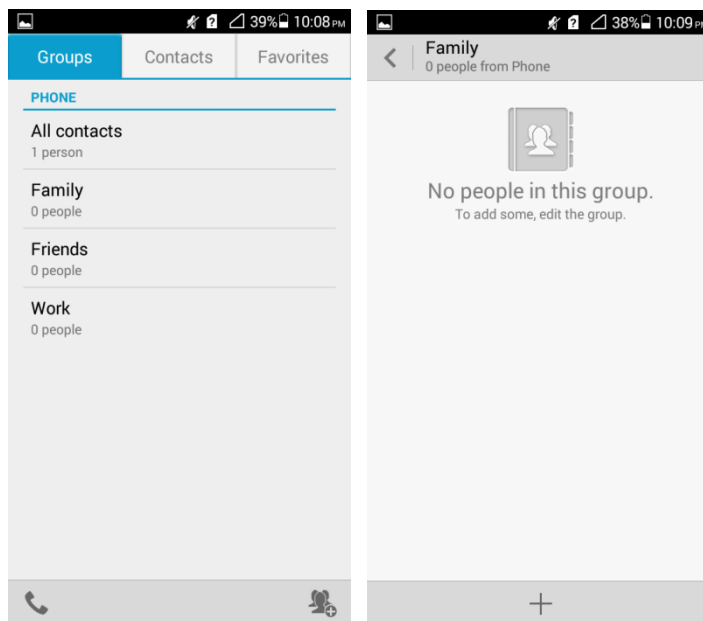 39% 10:08 PM
Groups Contacts Favorites
PHONE
All contacts
1 person
Family
0 people
Friends
0 people
Work
0 people
38% 10:09 PM
Family
0 people from Phone
No people in this group.
To add some, edit the group.